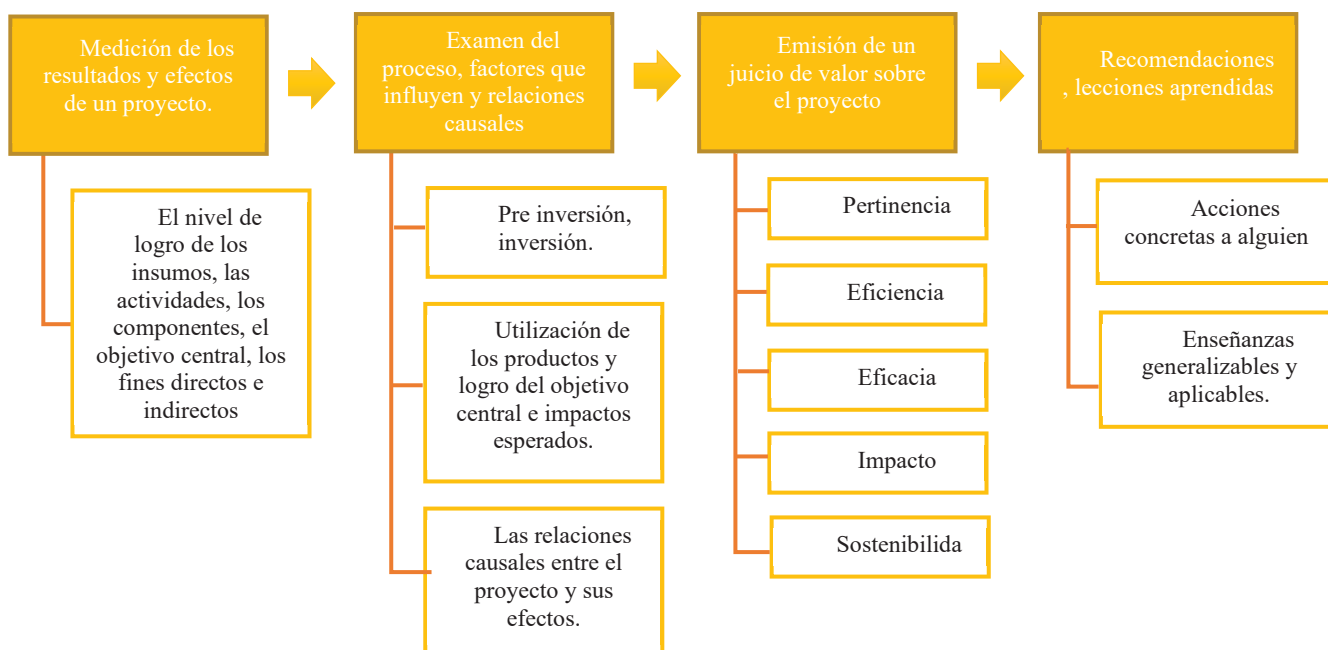 Medición de los
resultados y efectos
de un proyecto.
El nivel de
logro de los
insumos, las
actividades, los
componentes, el
objetivo central, los
fines directos e
indirectos
Examen del
proceso, factores que
influyen y relaciones
causales
Pre inversión,
inversión.
Utilización de
los productos y
logro del objetivo
central e impactos
esperados.
Las relaciones
causales entre el
proyecto y sus
efectos.
Emisión de un
juicio de valor sobre
el proyecto
Pertinencia
Eficiencia
Eficacia
Impacto
Sostenibilida
Recomendaciones
, lecciones aprendidas
Acciones
concretas a alguien
Enseñanzas
generalizables y
aplicables.